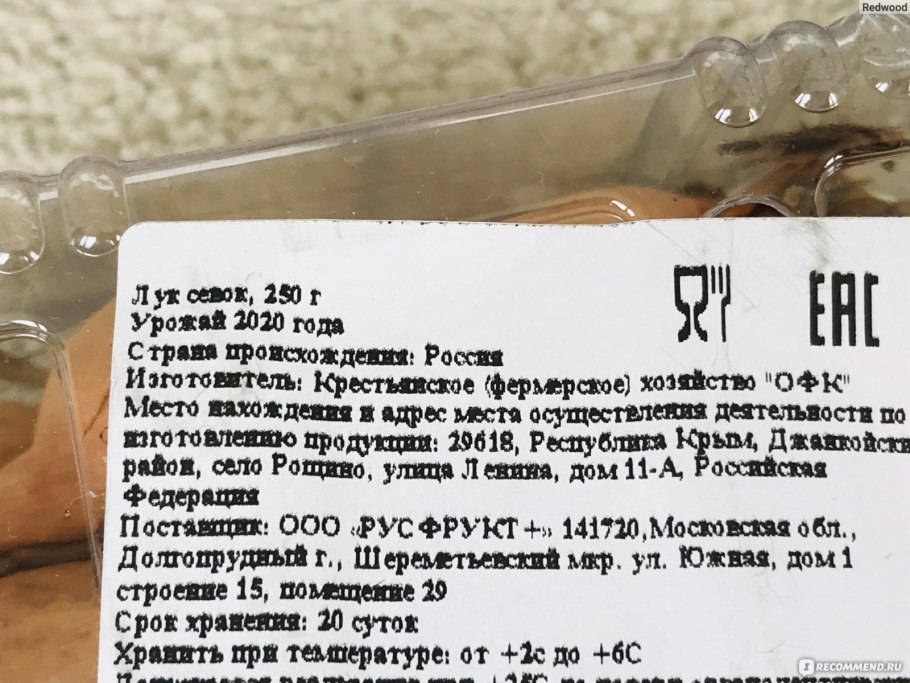 Redwood
Лук севок, 250 г
Урожай 2020 года
Страна происхождения: Россия
Изготовитель: Крестьянское (фермерское) хозяйство "ОФК"
Место нахождения и адрес места осуществления деятельности по
изготовлению продукции: 29618, Республика Крым, Джанкойски
район, село Рощино, улица Ленина, дом 11-А, Российская
Федерация
Поставщик: ООО «РУСФРУКТ+» 141720,Московская обл.,
Долгопрудный г., Шереметьевский мкр. ул. Южная, дом 1
строение 15, помещение 29
Срок хранения: 20 суток
Хранить при температуре: от +2с до +6С
EAC
I RECOMMEND.RU